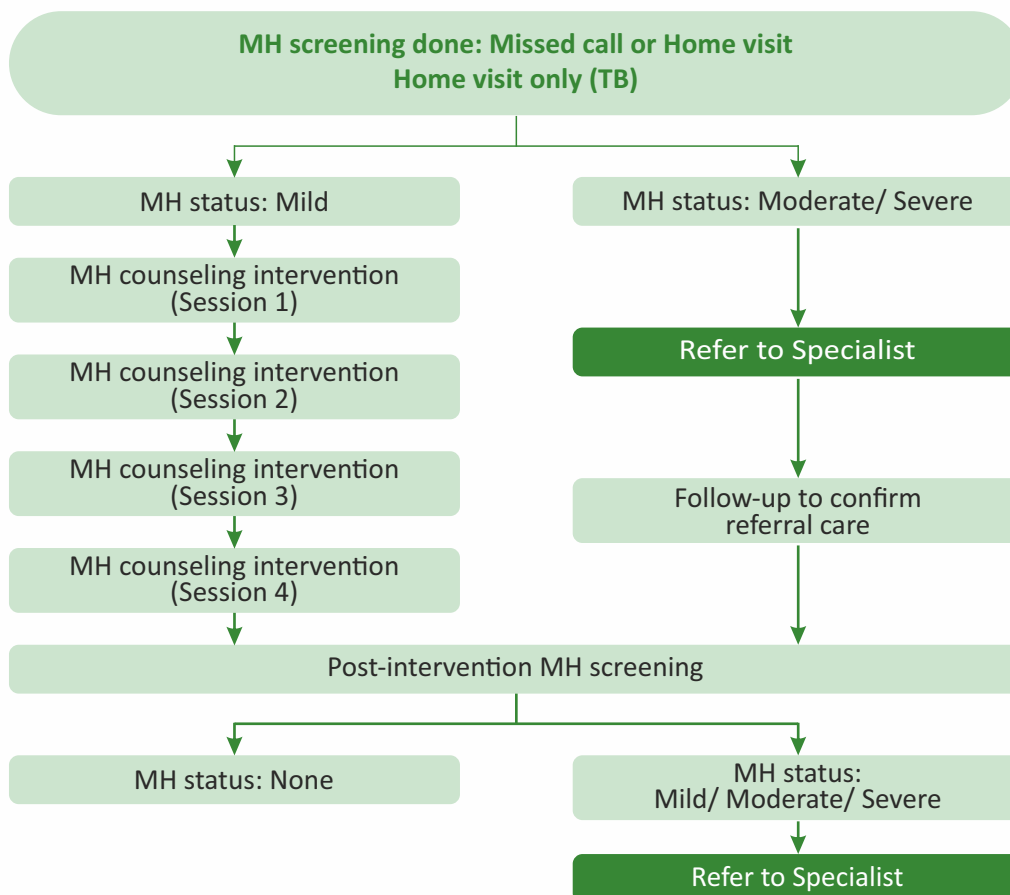 MH screening done: Missed call or Home visit
Home visit only (TB)
MH status: Mild
MH counseling intervention
(Session 1)
MH counseling intervention
(Session 2)
MH counseling intervention
(Session 3)
MH counseling intervention
(Session 4)
MH status: Moderate/ Severe
Refer to Specialist
Follow-up to confirm
referral care
Post-intervention MH screening
MH status: None
MH status:
Mild/ Moderate/ Severe
Refer to Specialist